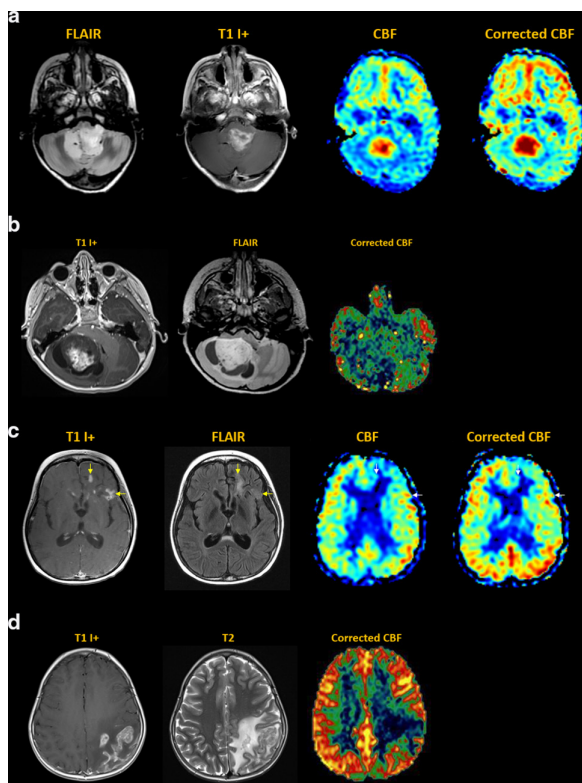 a
FLAIR T1 I+ CBF Corrected CBF
b
T1 I+ FLAIR Corrected CBF
c
T1 I+ FLAIR CBF Corrected CBF
d
T1 I+ T2 Corrected CBF